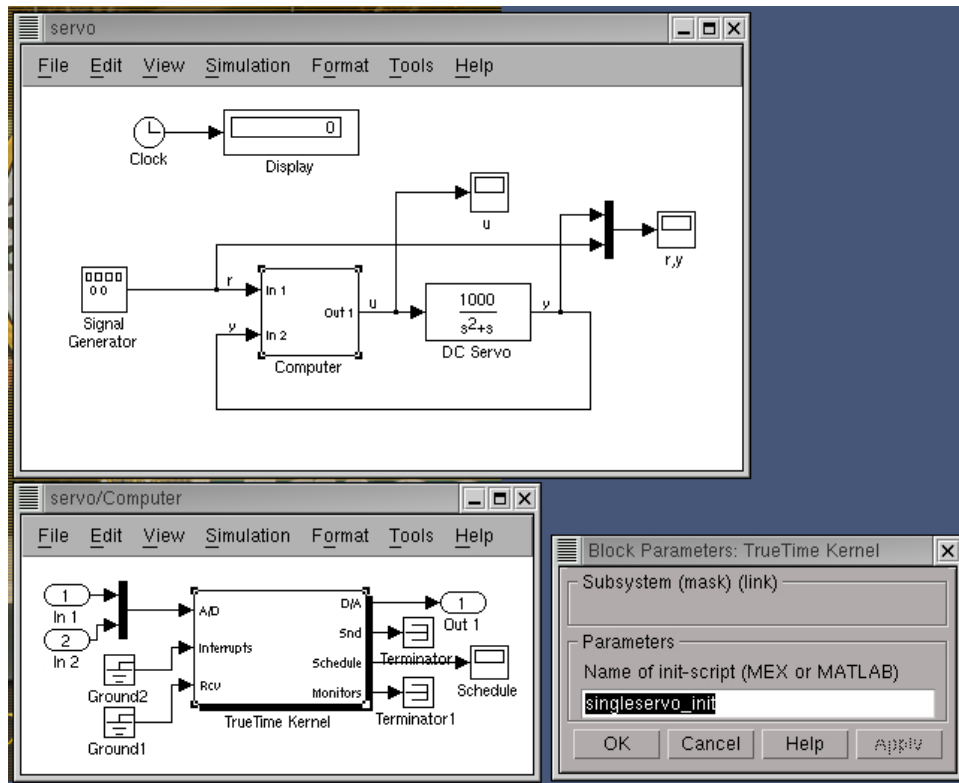 servo
File Edit View Simulation Format Tools Help
0
Clock
Display
u
r,y
r
In 1
Out 1
u
1000
s²+s
y
y
In 2
Signal
Generator
Computer
DC Servo
servo/Computer
File Edit View Simulation Format Tools Help
1
In 1
2
In 2
A/D
Interrupts
Rcv
D/A
Snd
Schedule
Monitors
1
Out 1
Terminator
Schedule
Ground2
Ground1
TrueTime Kernel
Terminator1
Block Parameters: TrueTime Kernel
Subsystem (mask) (link)
Parameters
Name of init-script (MEX or MATLAB)
singleservo_init
OK Cancel Help Apply